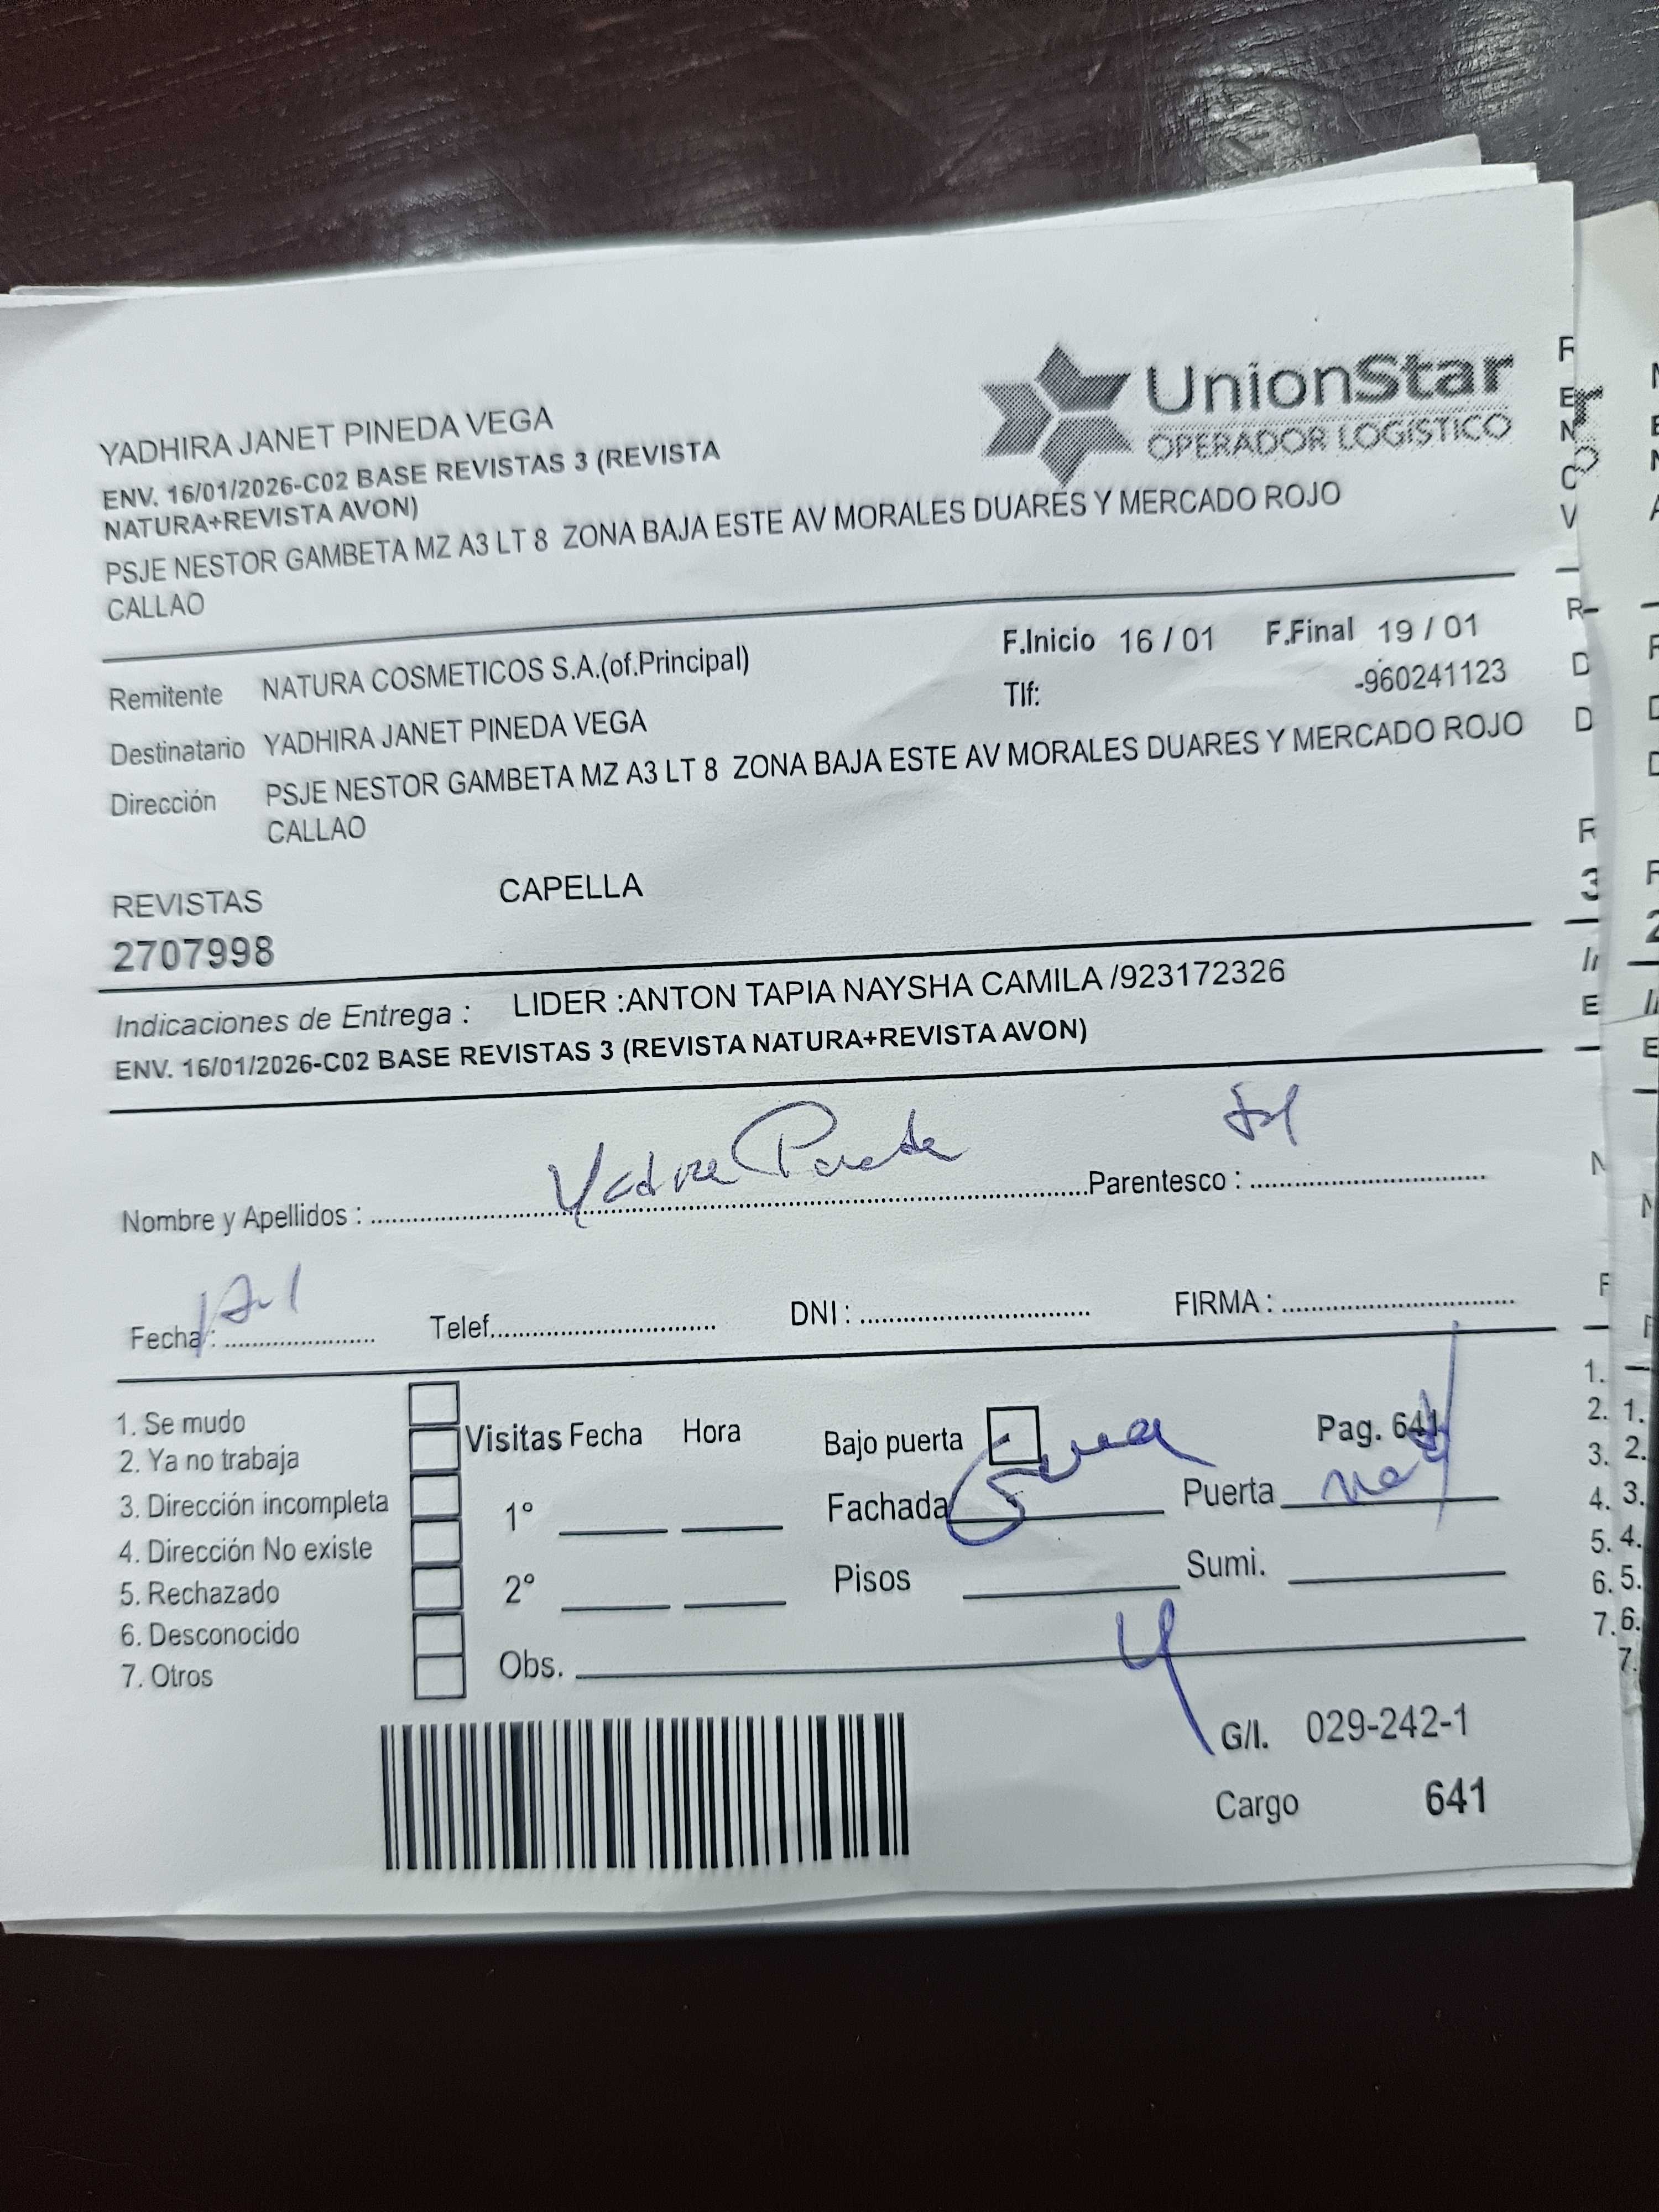 UnionStar
OPERADOR LOGÍSTICO
YADHIRA JANET PINEDA VEGA
ENV. 16/01/2026-C02 BASE REVISTAS 3 (REVISTA
NATURA+REVISTA AVON)
PSJE NESTOR GAMBETA MZ A3 LT 8 ZONA BAJA ESTE AV MORALES DUARES Y MERCADO ROJO
CALLAO
F.Inicio 16 / 01 F.Final 19 / 01
Remitente NATURA COSMETICOS S.A.(of.Principal)
Tlf: -960241123
Destinatario YADHIRA JANET PINEDA VEGA
Dirección PSJE NESTOR GAMBETA MZ A3 LT 8 ZONA BAJA ESTE AV MORALES DUARES Y MERCADO ROJO
CALLAO
REVISTAS CAPELLA
2707998
Indicaciones de Entrega : LIDER :ANTON TAPIA NAYSHA CAMILA /923172326
ENV. 16/01/2026-C02 BASE REVISTAS 3 (REVISTA NATURA+REVISTA AVON)
Nombre y Apellidos : Parentesco :
Fecha : Telef. DNI : FIRMA :
1. Se mudo
2. Ya no trabaja
3. Dirección incompleta
4. Dirección No existe
5. Rechazado
6. Desconocido
7. Otros
Visitas Fecha Hora
1°
2°
Obs.
Bajo puerta Pag. 641
Fachada Puerta
Pisos Sumi.
4
G/I. 029-242-1
Cargo 641